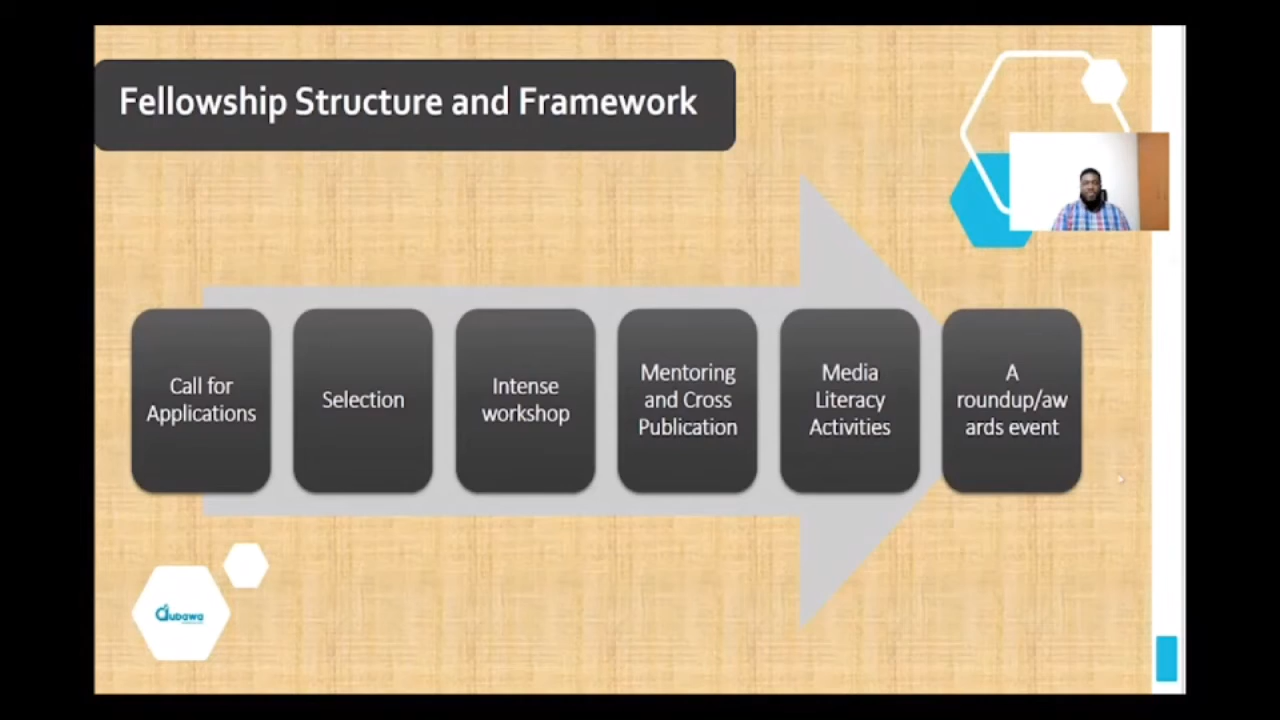 Fellowship Structure and Framework
Call for
Applications
Selection
Intense
workshop
Mentoring
and Cross
Publication
Media
Literacy
Activities
A
roundup/aw
ards event
dubawa